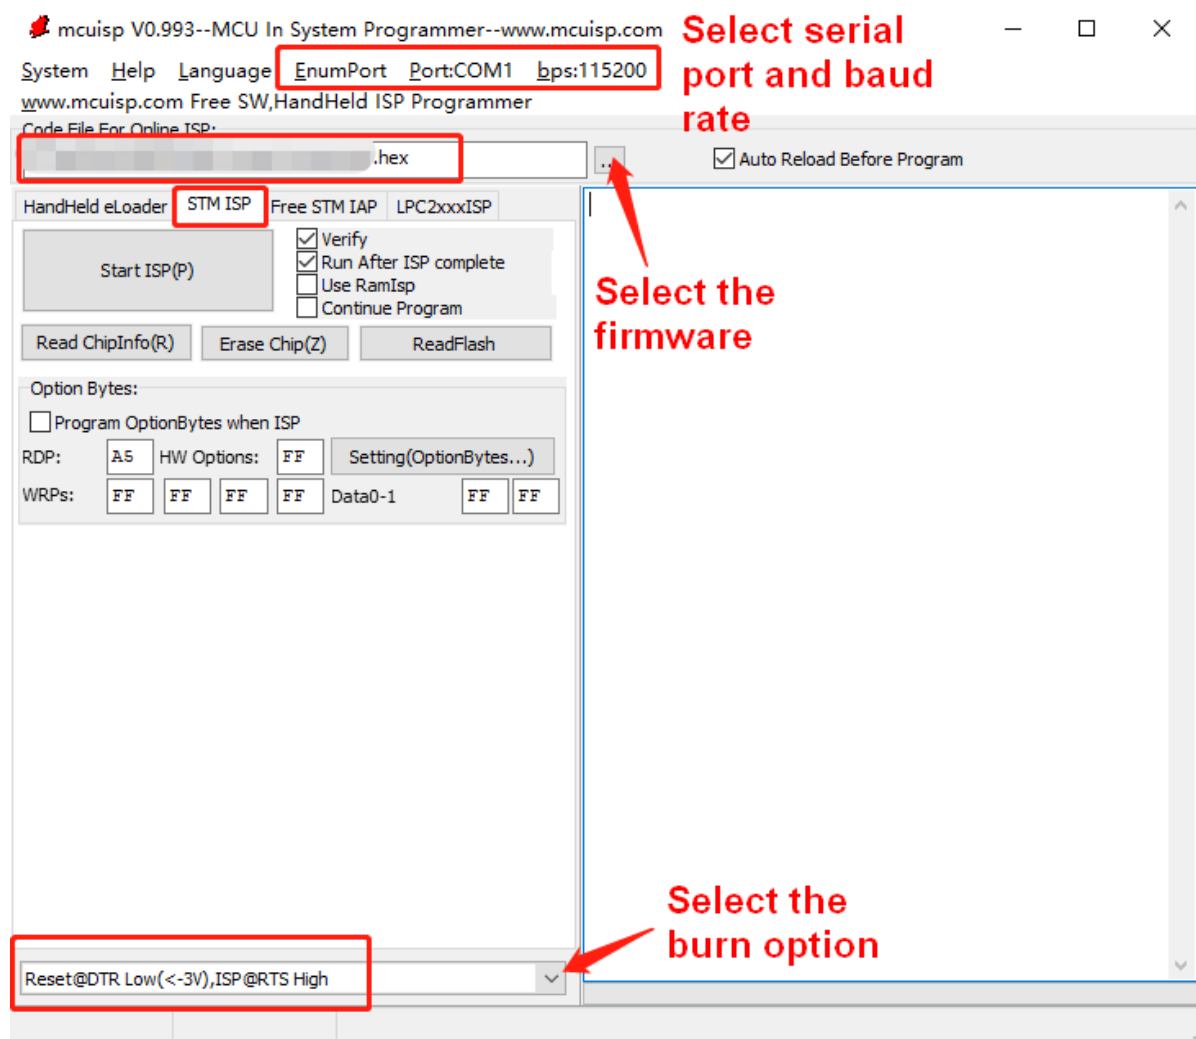 mcuisp V0.993--MCU In System Programmer--www.mcuisp.com
Select serial
port and baud
rate
System Help Language EnumPort Port:COM1 bps:115200
www.mcuisp.com Free SW,HandHeld ISP Programmer
Code File For Online ISP:
.hex
..
Auto Reload Before Program
HandHeld eLoader STM ISP Free STM IAP LPC2xxxISP
Start ISP(P)
Verify
Run After ISP complete
Use RamIsp
Continue Program
Select the
firmware
Read ChipInfo(R) Erase Chip(Z) ReadFlash
Option Bytes:
Program OptionBytes when ISP
RDP: A5 HW Options: FF Setting(OptionBytes...)
WRPs: FF FF FF FF Data0-1 FF FF
Select the
burn option
Reset@DTR Low(<-3V),ISP@RTS High